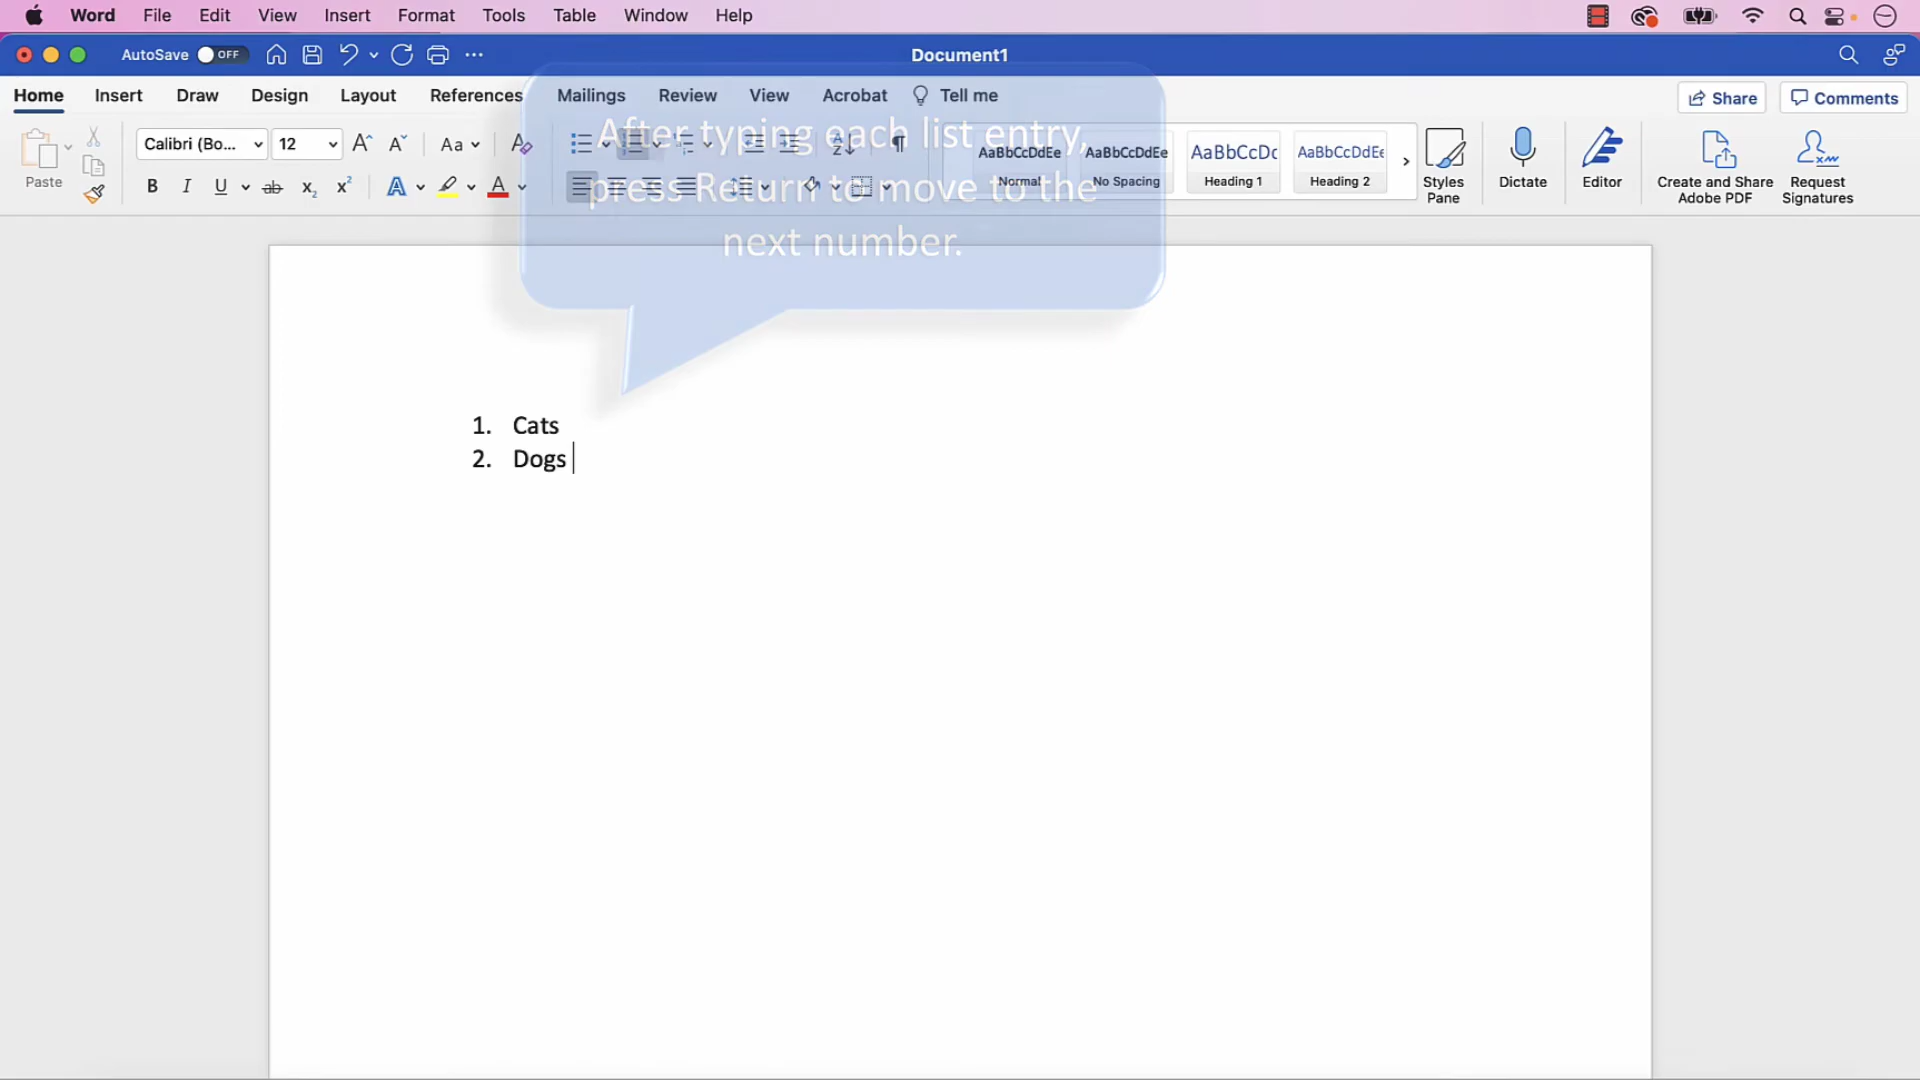 Word File Edit View Insert Format Tools Table Window Help
AutoSave OFF Document1
Home Insert Draw Design Layout References Mailings Review View Acrobat Tell me Share Comments
After typing each list entry,
press Return to move to the
next number.
Paste Calibri (Bo... 12 Aa
B I U ab x₂ x² A A
AaBbCcDdEe AaBbCcDdEe AaBbCcDc AaBbCcDdEe
Normal No Spacing Heading 1 Heading 2
Styles
Pane
Dictate
Editor
Create and Share
Adobe PDF
Request
Signatures
1. Cats
2. Dogs